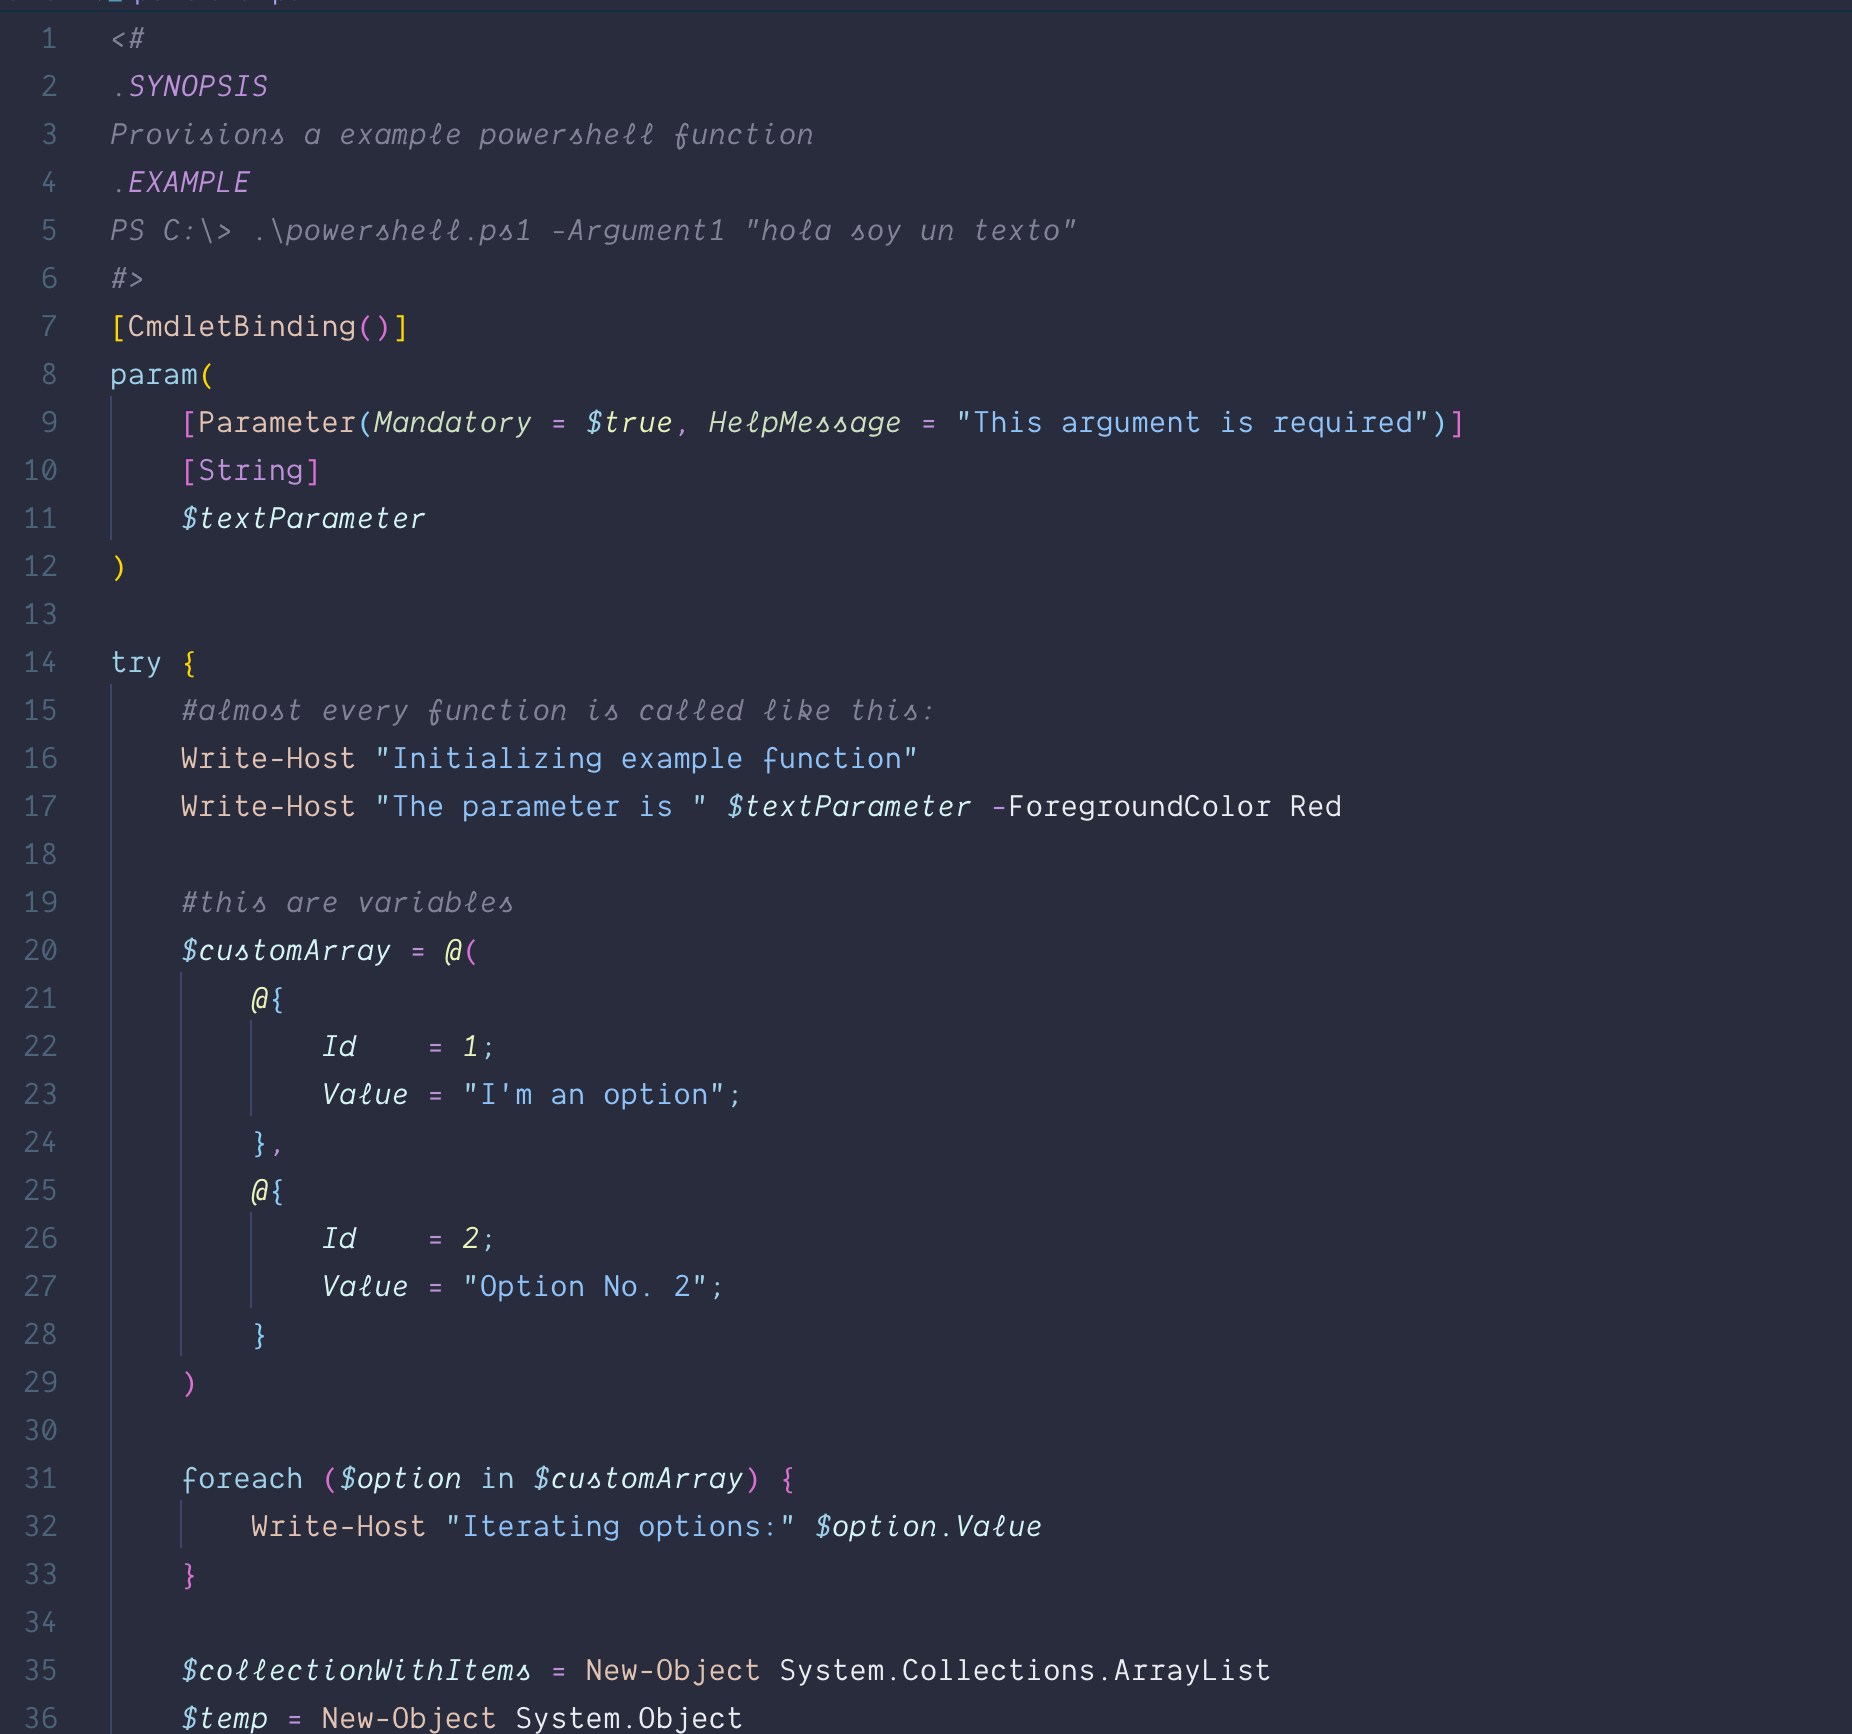 1 <#
2 .SYNOPSIS
3 Provisions a example powershell function
4 .EXAMPLE
5 PS C:\> .\powershell.ps1 -Argument1 "hola soy un texto"
6 #>
7 [CmdletBinding()]
8 param(
9     [Parameter(Mandatory = $true, HelpMessage = "This argument is required")]
10     [String]
11     $textParameter
12 )
13
14 try {
15     #almost every function is called like this:
16     Write-Host "Initializing example function"
17     Write-Host "The parameter is " $textParameter -ForegroundColor Red
18
19     #this are variables
20     $customArray = @(
21         @{
22             Id    = 1;
23             Value = "I'm an option";
24         },
25         @{
26             Id    = 2;
27             Value = "Option No. 2";
28         }
29     )
30
31     foreach ($option in $customArray) {
32         Write-Host "Iterating options:" $option.Value
33     }
34
35     $collectionWithItems = New-Object System.Collections.ArrayList
36     $temp = New-Object System.Object